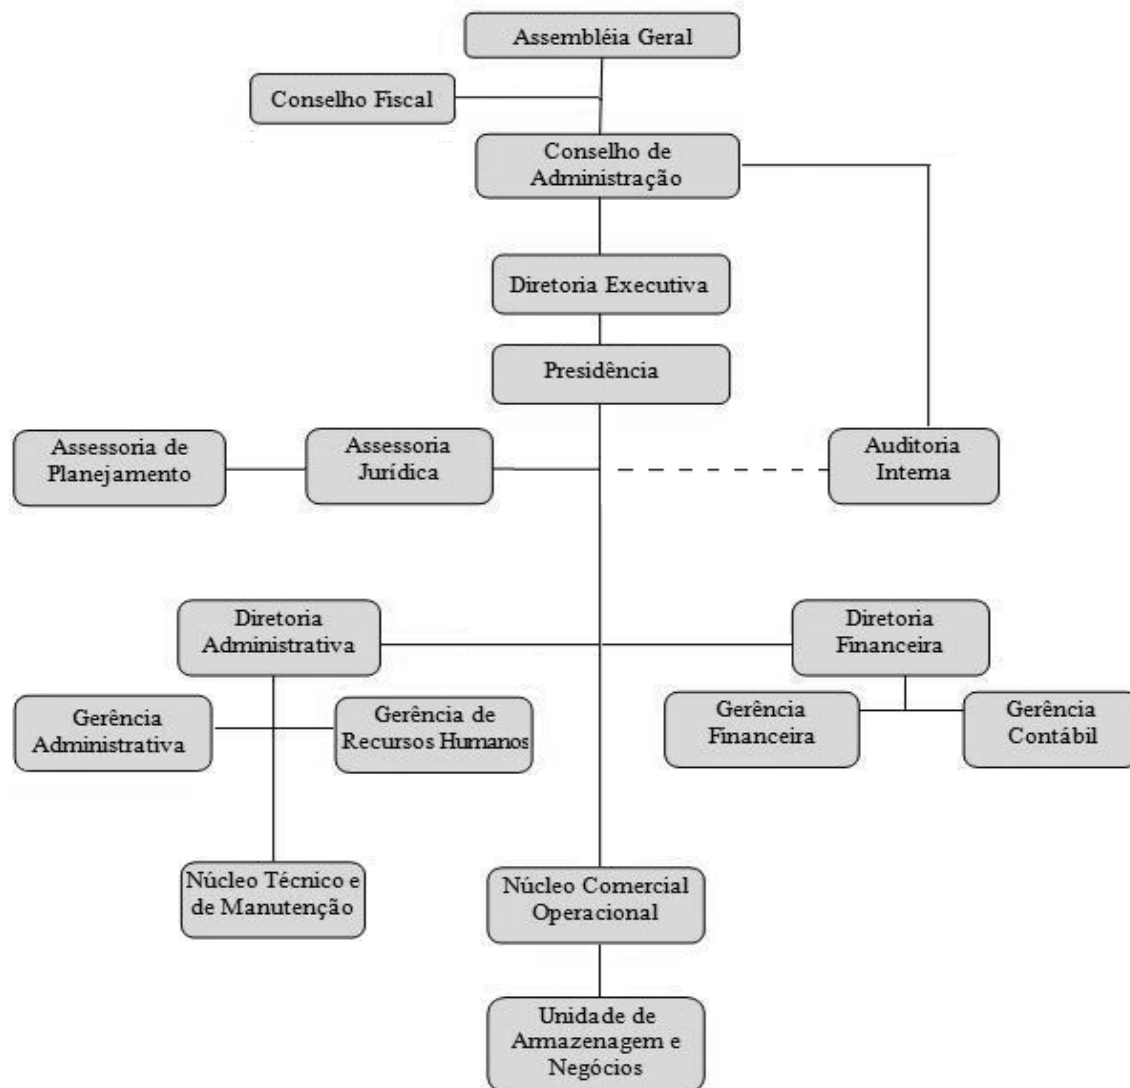 Assembléia Geral
Conselho Fiscal
Conselho de
Administração
Diretoria Executiva
Presidência
Assessoria de
Planejamento
Assessoria
Jurídica
Auditoria
Interna
Diretoria
Administrativa
Diretoria
Financeira
Gerência
Administrativa
Gerência de
Recursos Humanos
Gerência
Financeira
Gerência
Contábil
Núcleo Técnico e
de Manutenção
Núcleo Comercial
Operacional
Unidade de
Armazenagem e
Negócios